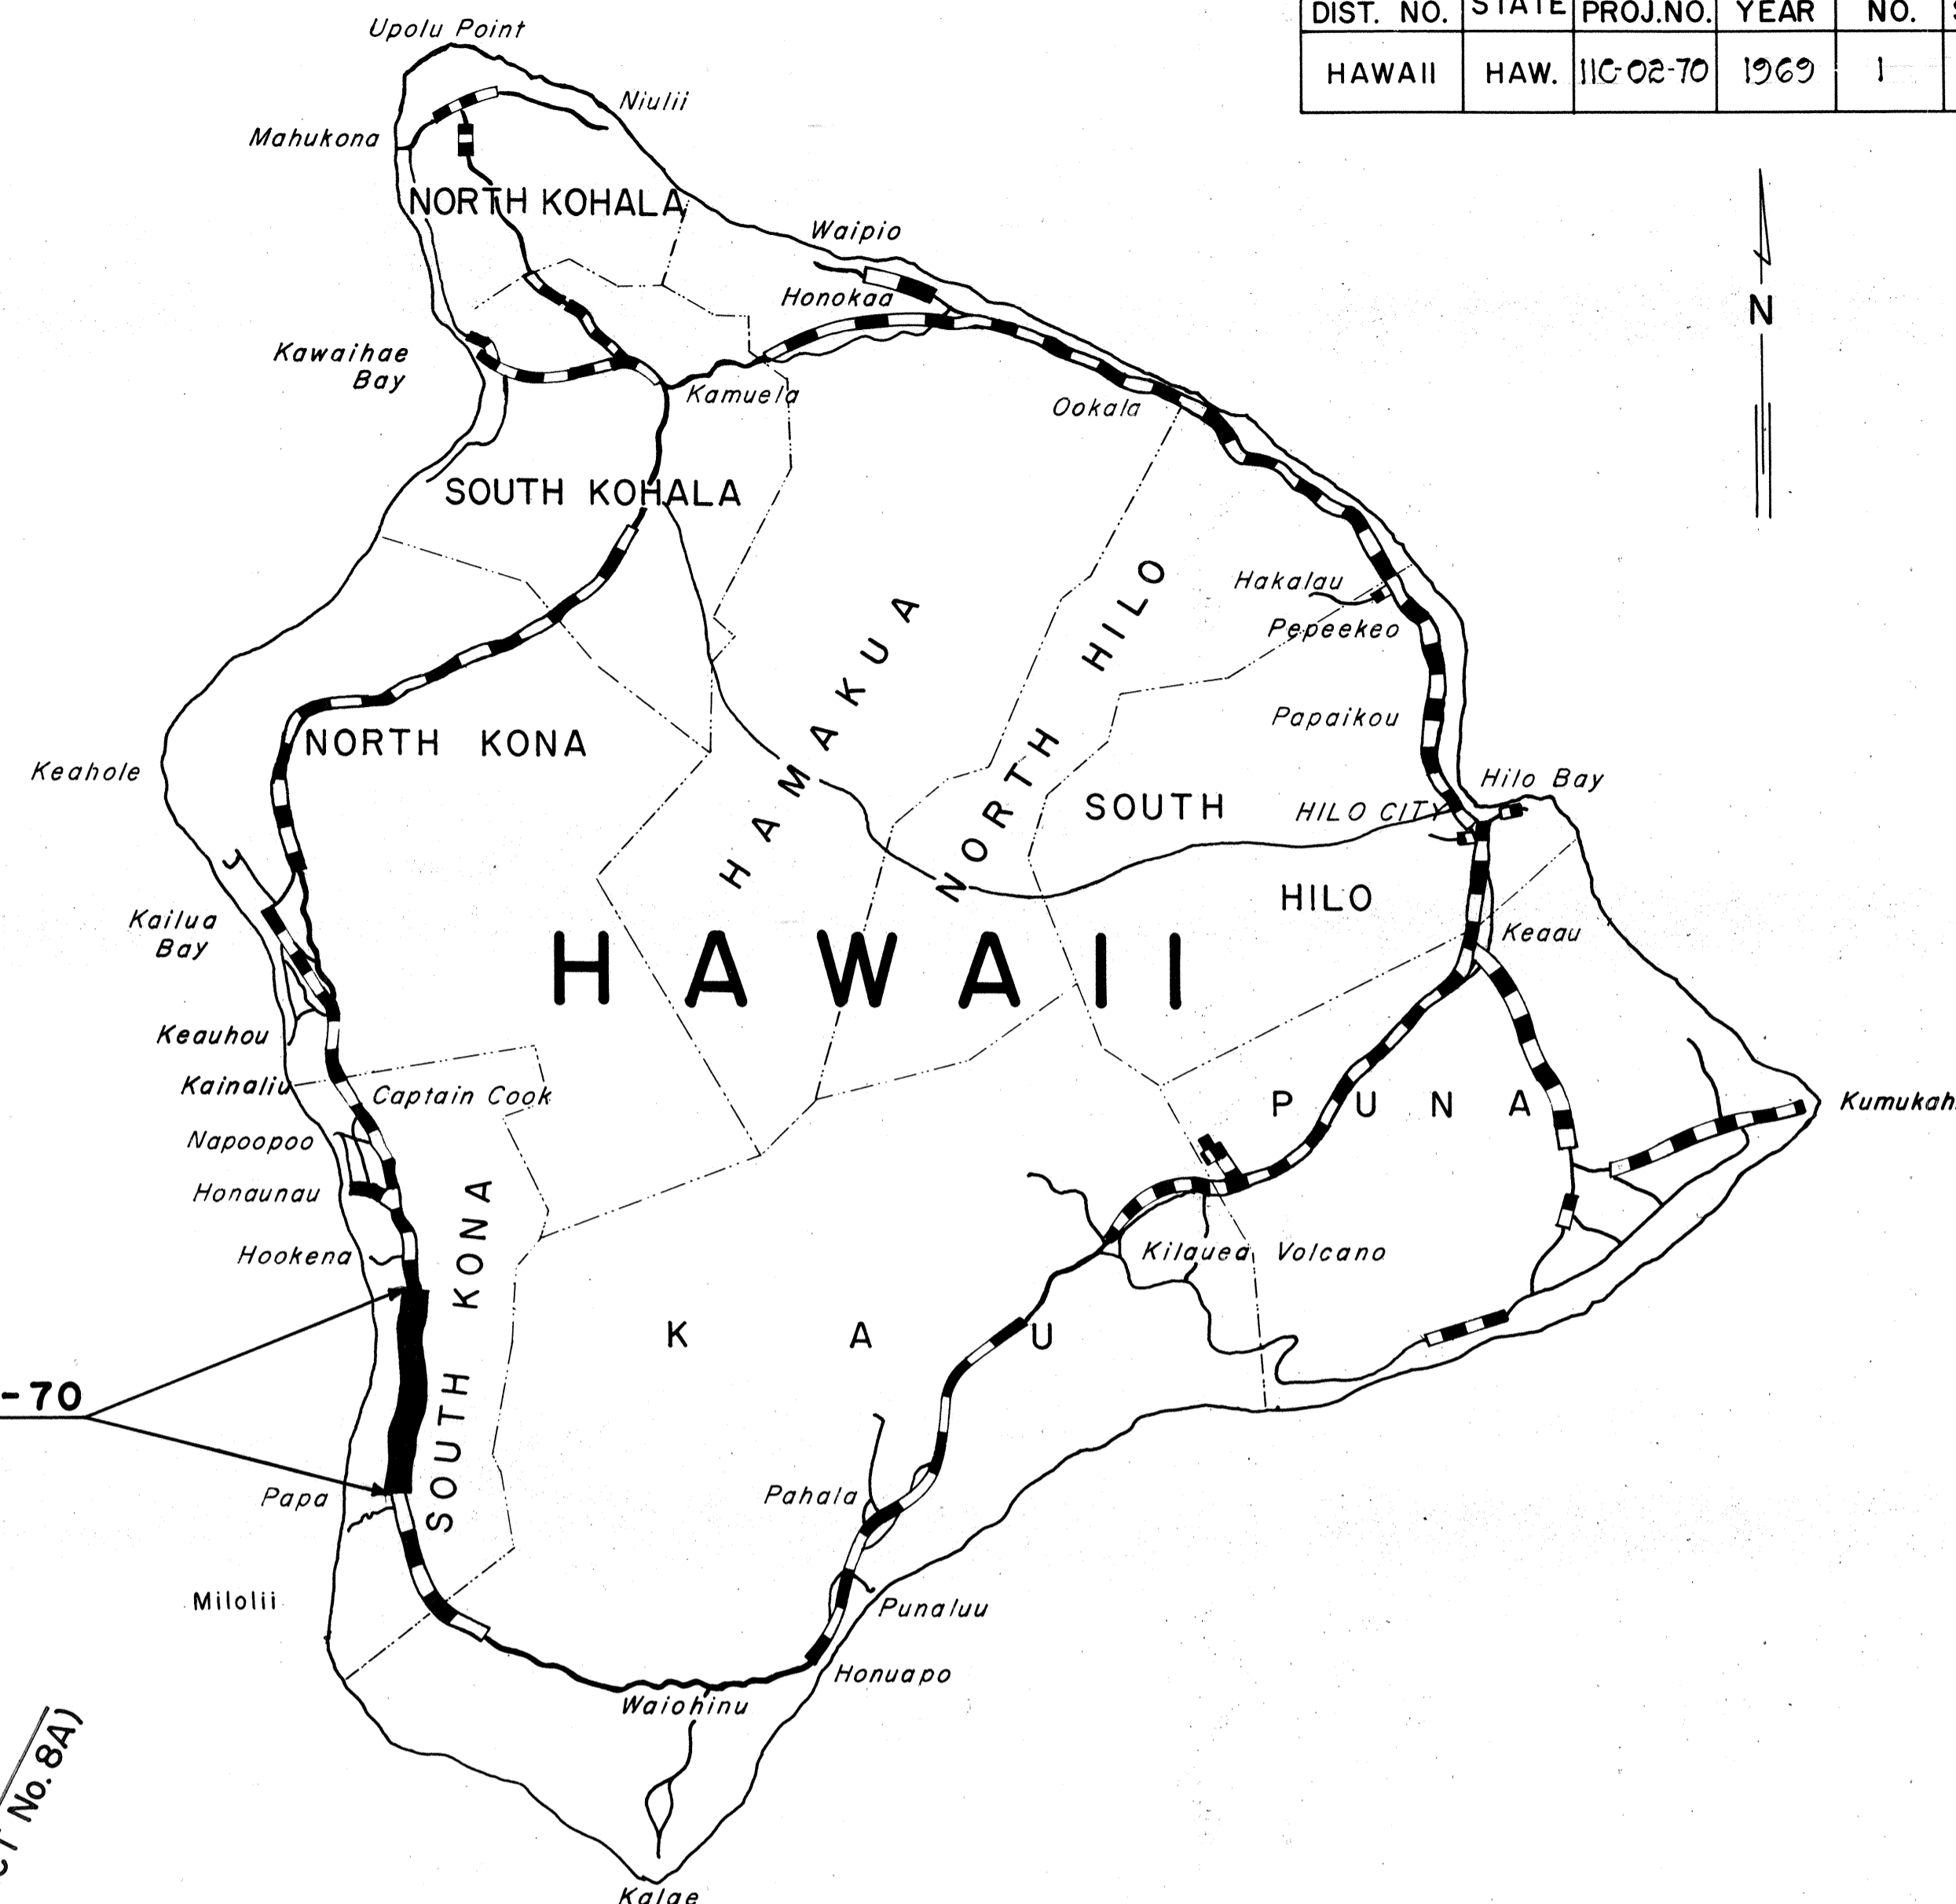 DIST. NO. STATE PROJ.NO. YEAR NO.
HAWAII HAW. 11C-02-70 1969 1
Upolu Point
Niulii
Mahukona
NORTH KOHALA
Waipio
Honokaa
N
Kawaihae
Bay
Kamuela
Ookala
SOUTH KOHALA
Hakalau
Pepeekeo
HAMAKUA
NORTH HILO
Papaikou
NORTH KONA
Keahole
Hilo Bay
SOUTH
HILO CITY
HILO
Kailua
Bay
Keaau
HAWAII
Keauhou
Kainaliu
Captain Cook
PUNA
Napoopoo
Honaunau
Hookena
Kilauea Volcano
SOUTH KONA
KAU
-70
Papa
Pahala
Milolii
Punaluu
Honuapo
Waiohinu
No. 8A)
Kalae